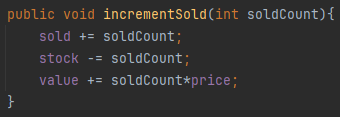 public void incrementSold(int soldCount){
    sold += soldCount;
    stock -= soldCount;
    value += soldCount*price;
}